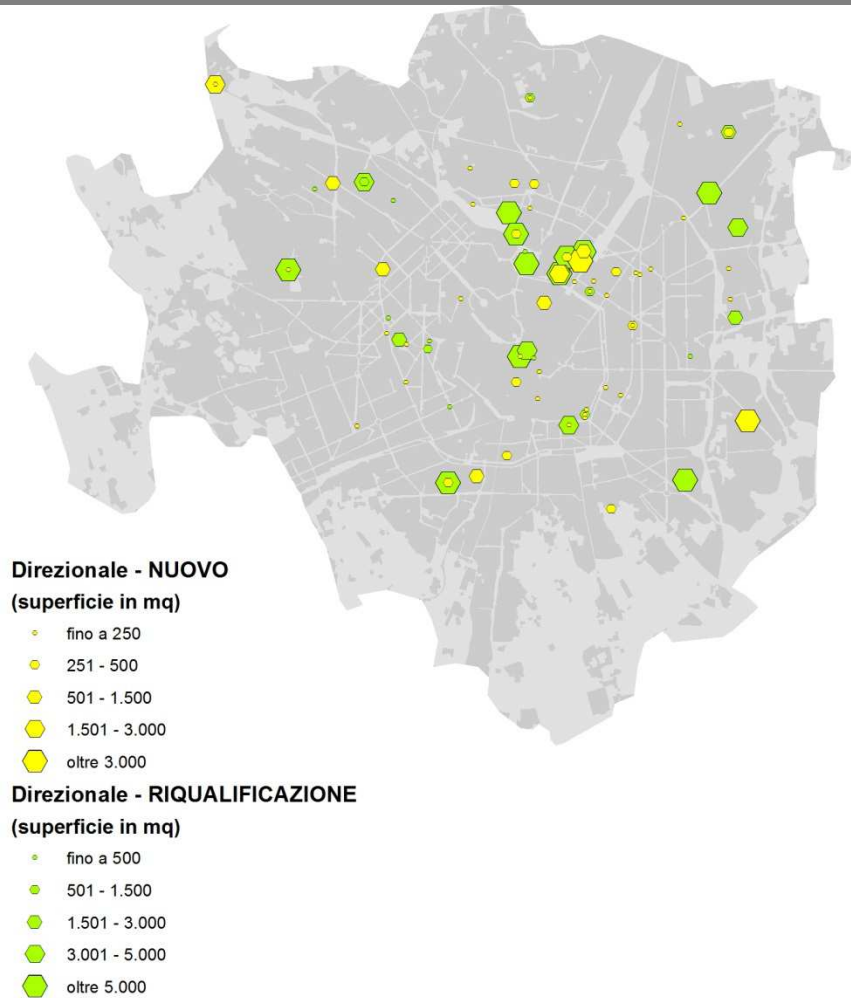 Direzionale - NUOVO
(superficie in mq)
fino a 250
251 - 500
501 - 1.500
1.501 - 3.000
oltre 3.000
Direzionale - RIQUALIFICAZIONE
(superficie in mq)
fino a 500
501 - 1.500
1.501 - 3.000
3.001 - 5.000
oltre 5.000